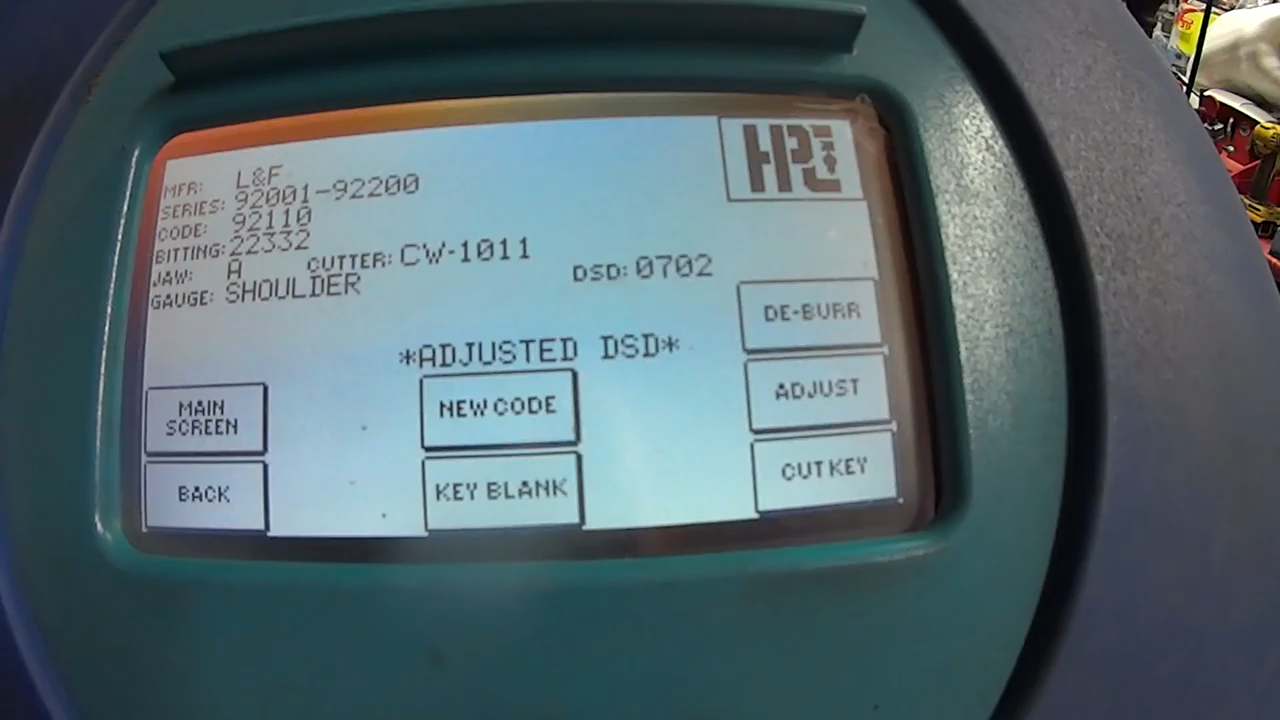 HPC
MFR: L&F
SERIES: 92001-92200
CODE: 92110
BITTING: 22332
JAW: A CUTTER: CW-1011 DSD: 0702
GAUGE: SHOULDER
*ADJUSTED DSD*
DE-BURR
MAIN SCREEN
NEW CODE
ADJUST
BACK
KEY BLANK
CUT KEY